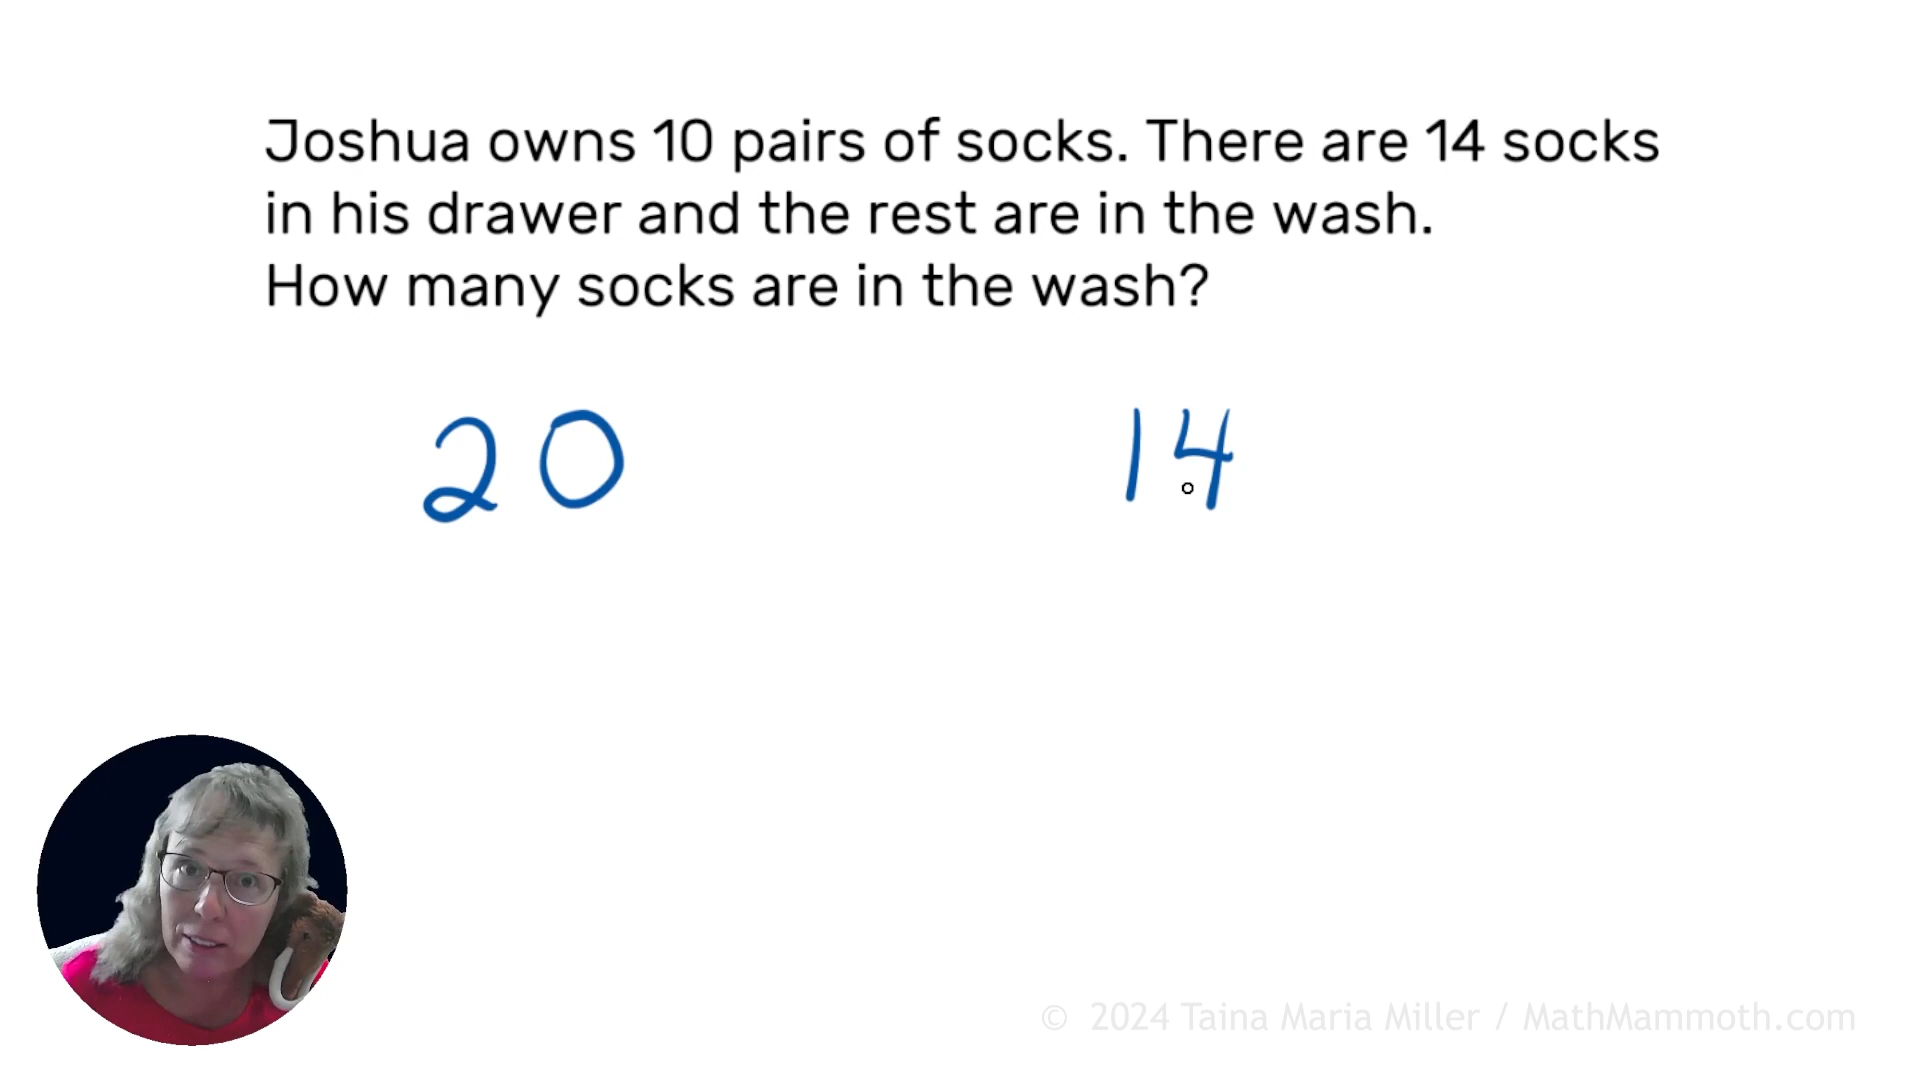 Joshua owns 10 pairs of socks. There are 14 socks
in his drawer and the rest are in the wash.
How many socks are in the wash?
20 14
© 2024 Taina Maria Miller / MathMammoth.com